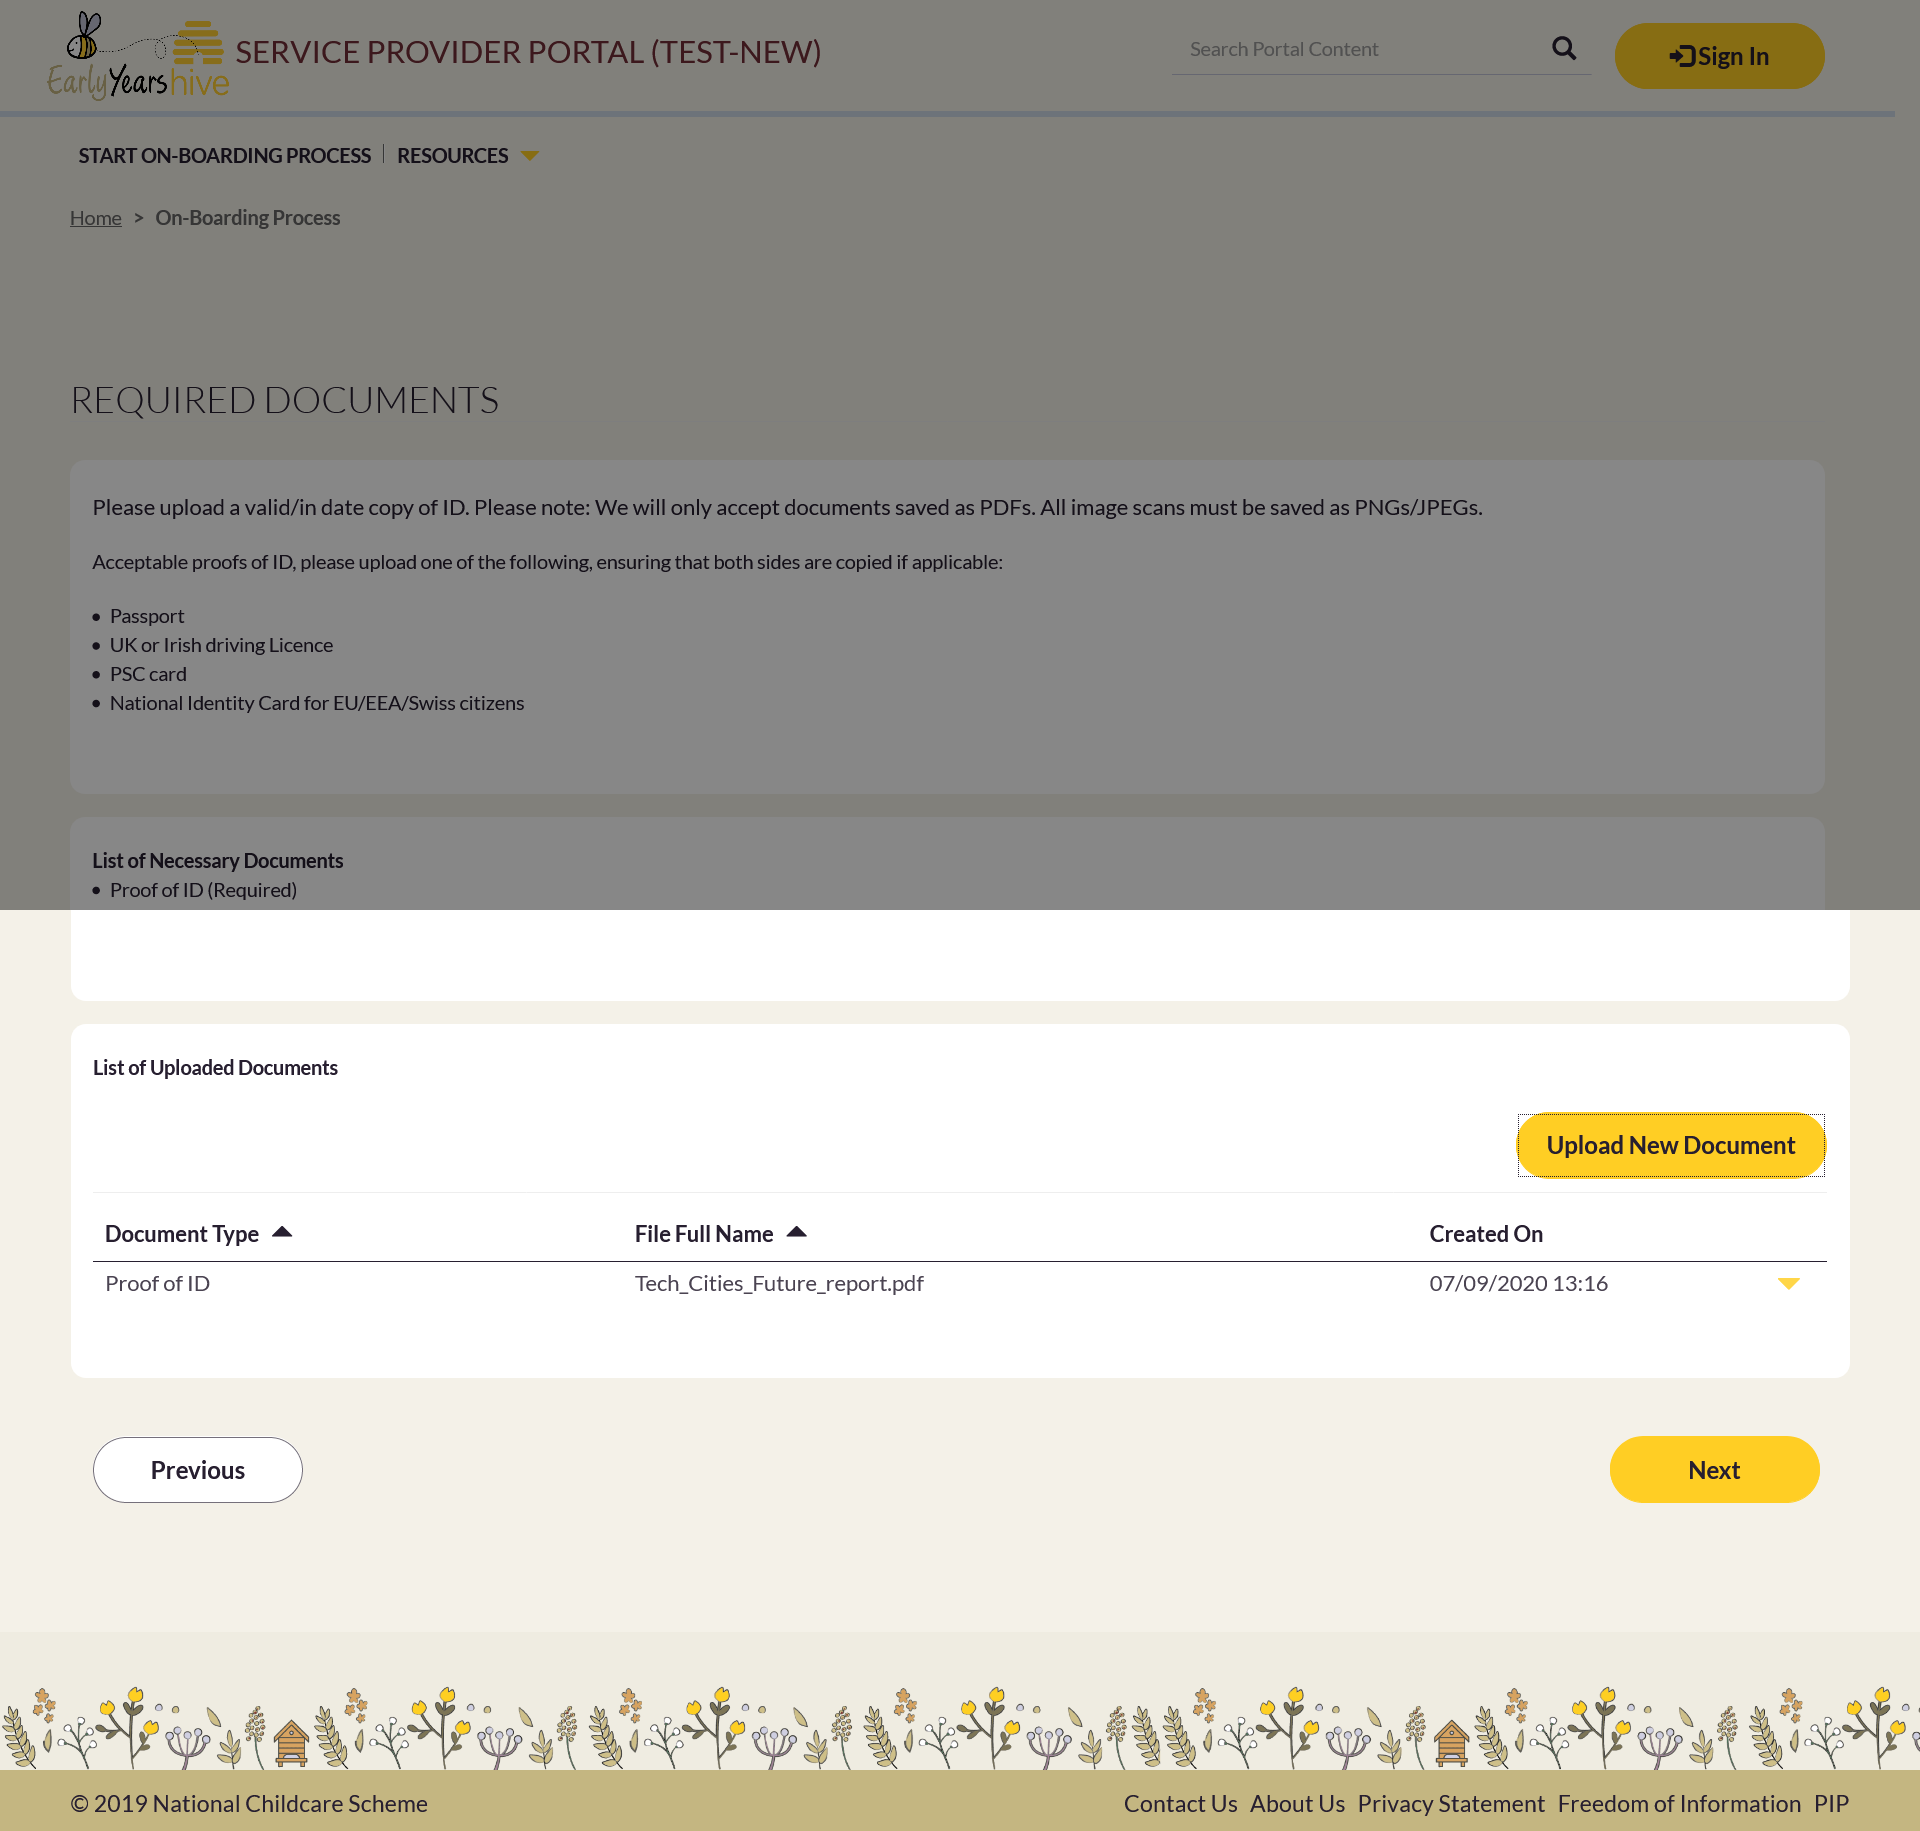 Early Years hive
SERVICE PROVIDER PORTAL (TEST-NEW)
Search Portal Content
Sign In
START ON-BOARDING PROCESS
RESOURCES
Home > On-Boarding Process
REQUIRED DOCUMENTS
Please upload a valid/in date copy of ID. Please note: We will only accept documents saved as PDFs. All image scans must be saved as PNGs/JPEGs.
Acceptable proofs of ID, please upload one of the following, ensuring that both sides are copied if applicable:
• Passport
• UK or Irish driving Licence
• PSC card
• National Identity Card for EU/EEA/Swiss citizens
List of Necessary Documents
• Proof of ID (Required)
List of Uploaded Documents
Upload New Document
Document Type File Full Name Created On
Proof of ID Tech_Cities_Future_report.pdf 07/09/2020 13:16
Previous Next
© 2019 National Childcare Scheme Contact Us About Us Privacy Statement Freedom of Information PIP